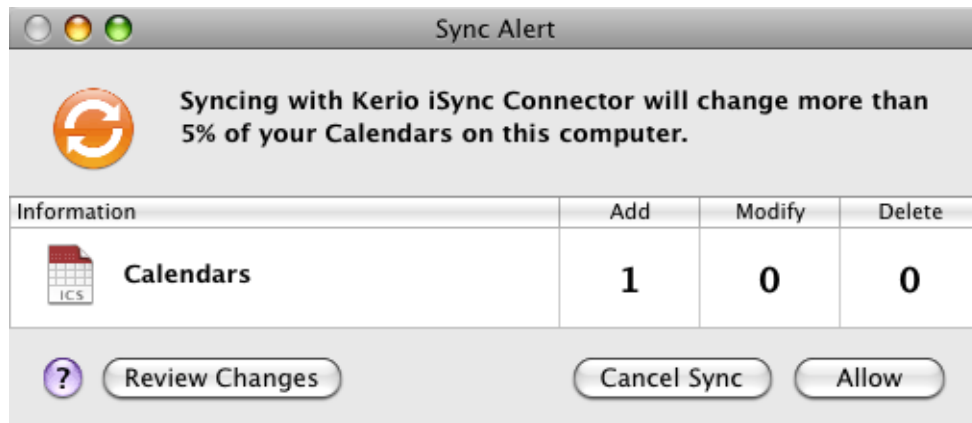 Sync Alert
Syncing with Kerio iSync Connector will change more than
5% of your Calendars on this computer.
Information Add Modify Delete
ICS Calendars 1 0 0
? Review Changes Cancel Sync Allow